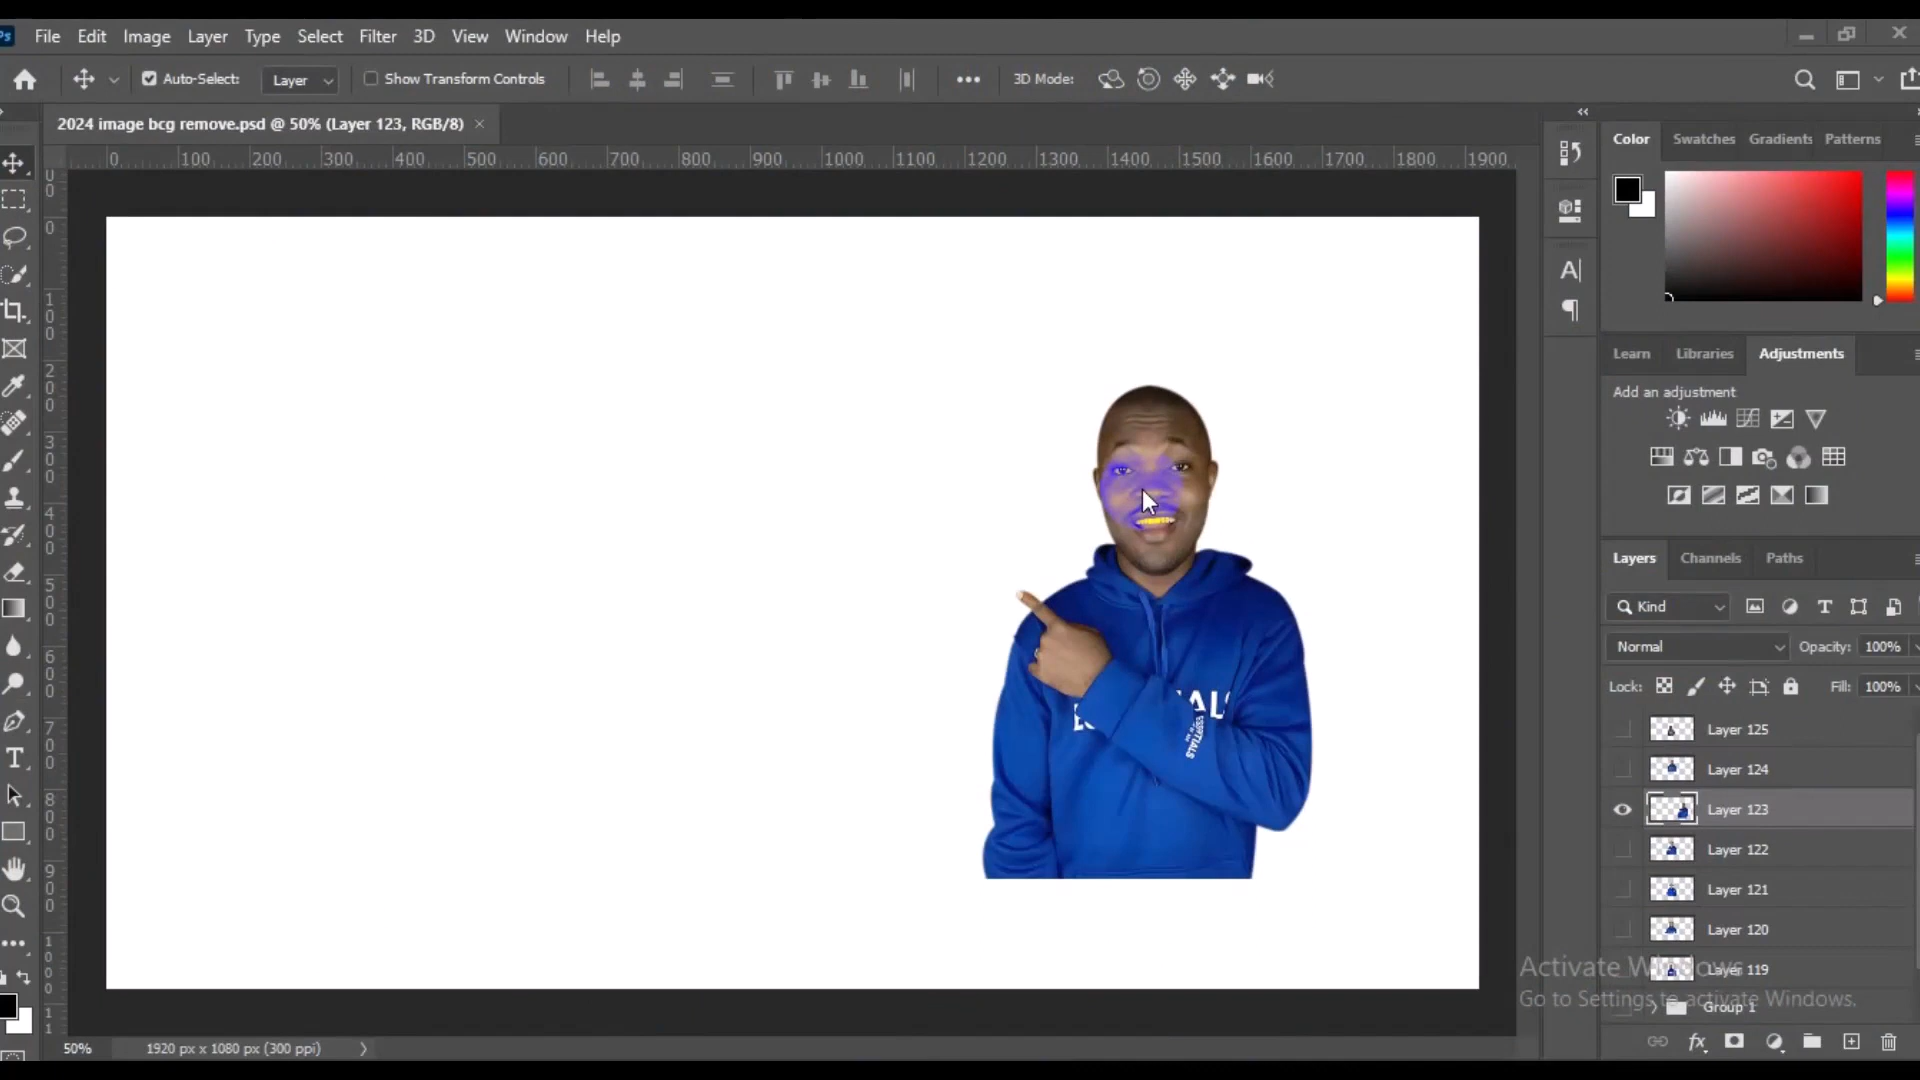 File Edit Image Layer Type Select Filter 3D View Window Help
Auto-Select: Layer Show Transform Controls 3D Mode:
2024 image bcg remove.psd @ 50% (Layer 123, RGB/8) ×
0 100 200 300 400 500 600 700 800 900 1000 1100 1200 1300 1400 1500 1600 1700 1800 1900
Color Swatches Gradients Patterns
Learn Libraries Adjustments
Add an adjustment
Layers Channels Paths
Kind
Normal Opacity: 100%
Lock: Fill: 100%
Layer 125
Layer 124
Layer 123
Layer 122
Layer 121
Layer 120
Layer 119
Group 1
Activate Windows
Go to Settings to activate Windows.
50% 1920 px x 1080 px (300 ppi)